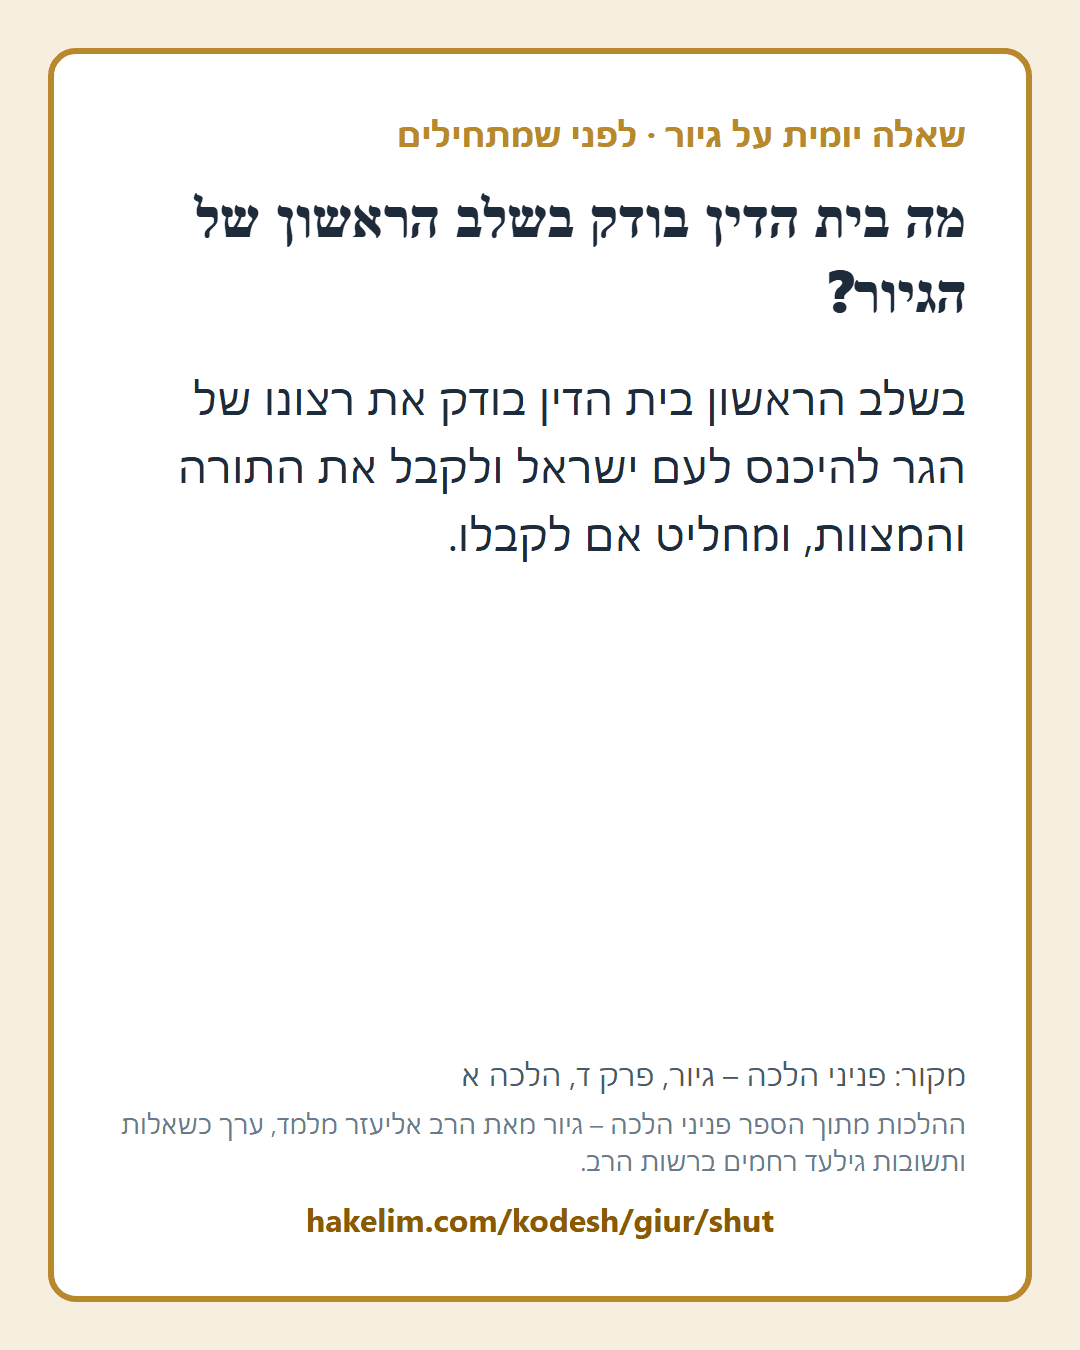 שאלה יומית על גיור · לפני שמתחילים
מה בית הדין בודק בשלב הראשון של
הגיור?
בשלב הראשון בית הדין בודק את רצונו של
הגר להיכנס לעם ישראל ולקבל את התורה
והמצוות, ומחליט אם לקבלו.
מקור: פניני הלכה – גיור, פרק ד, הלכה א
ההלכות מתוך הספר פניני הלכה – גיור מאת הרב אליעזר מלמד, ערך כשאלות
ותשובות גילעד רחמים ברשות הרב.
hakelim.com/kodesh/giur/shut